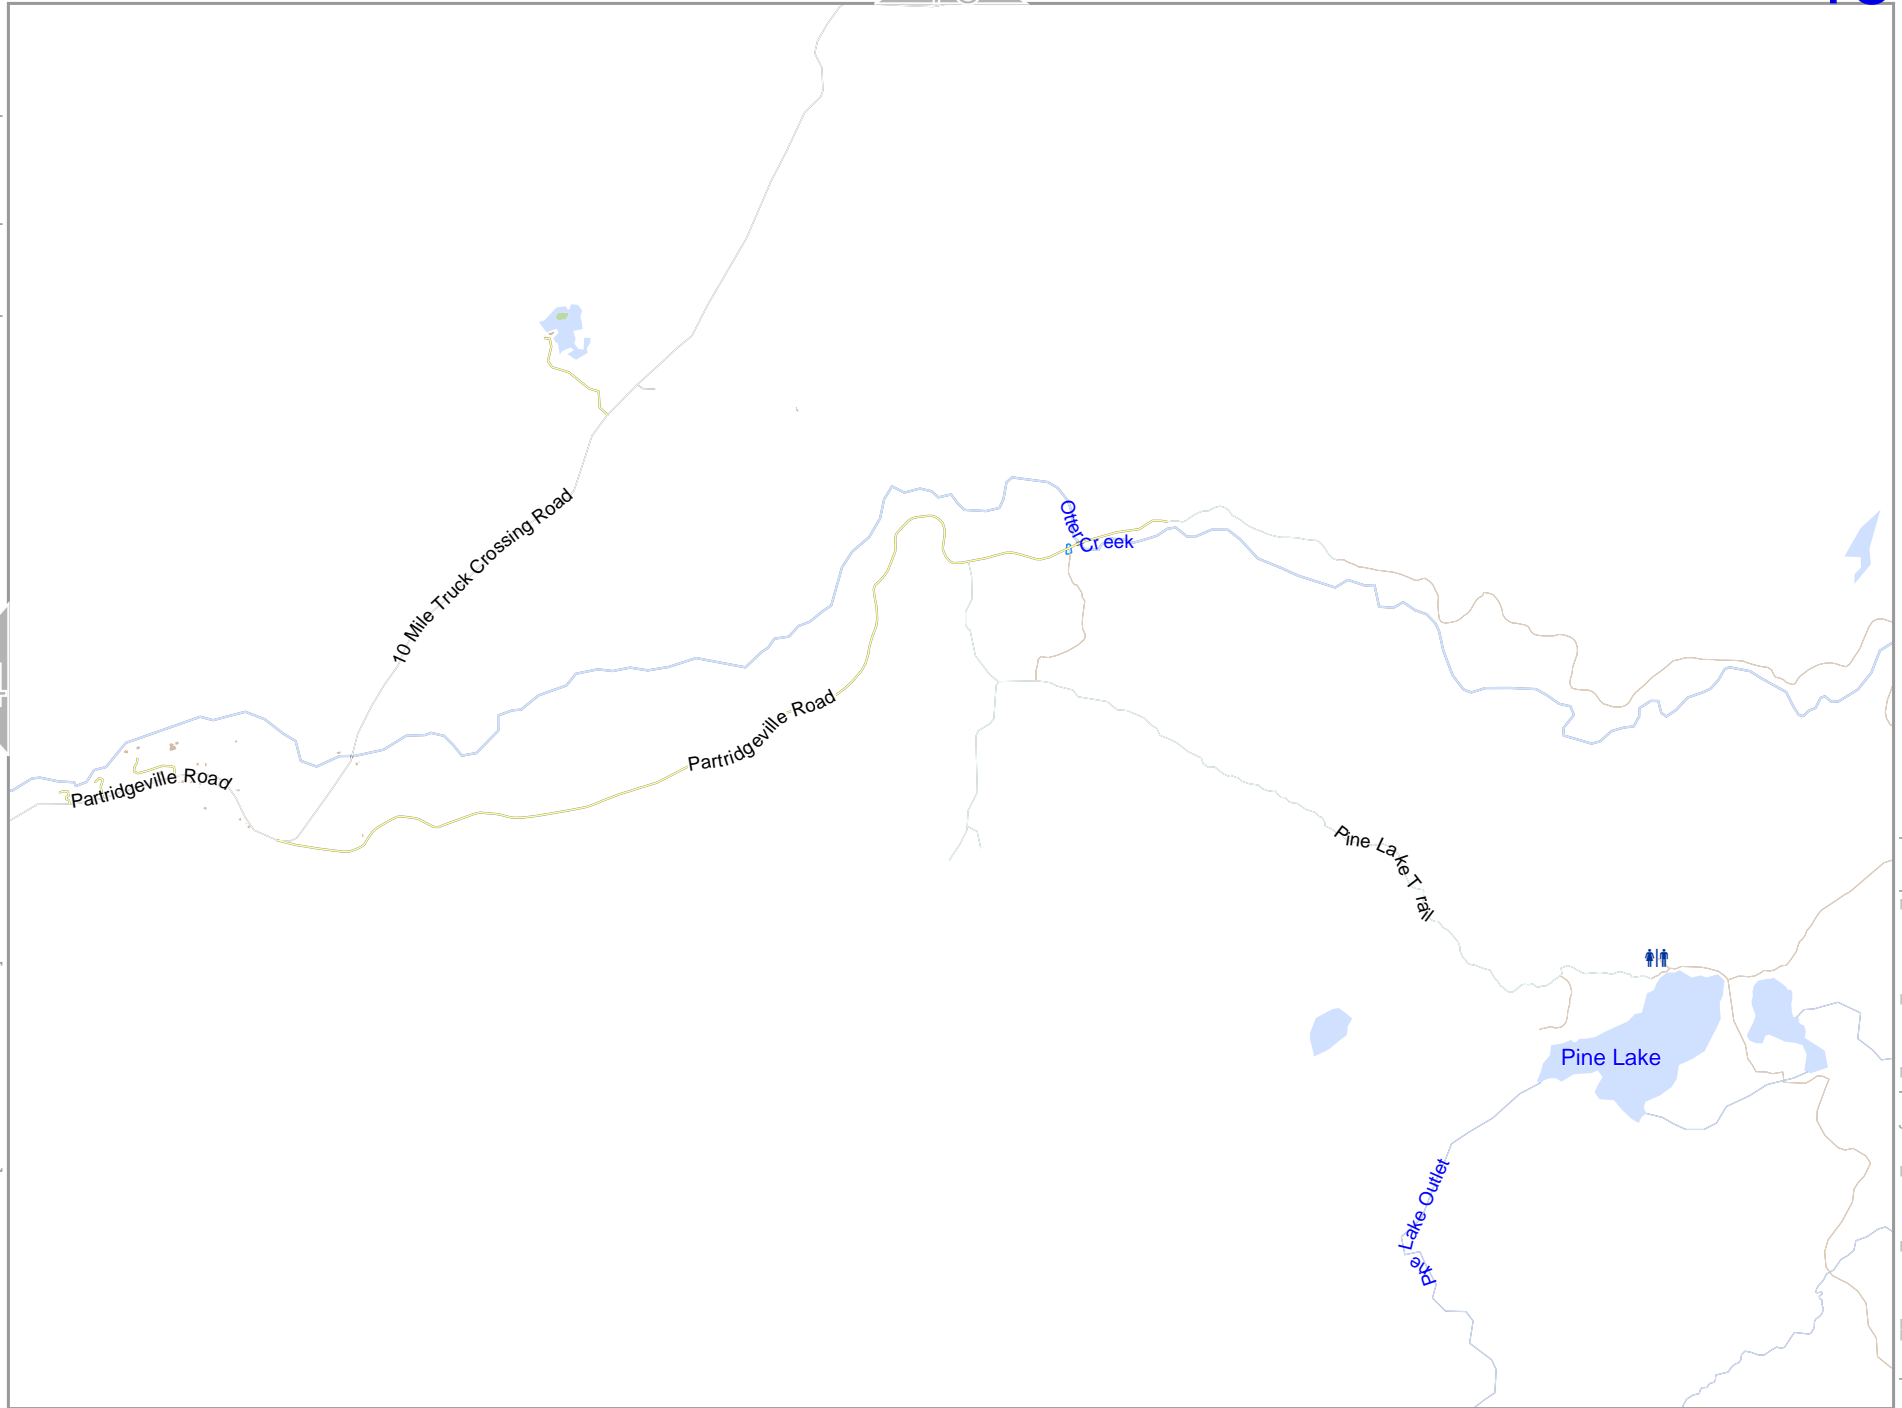 10 Mile Truck Crossing Road
Otter Creek
Partridgeville Road
Partridgeville Road
Pine Lake Trail
Pine Lake
Pine Lake Outlet